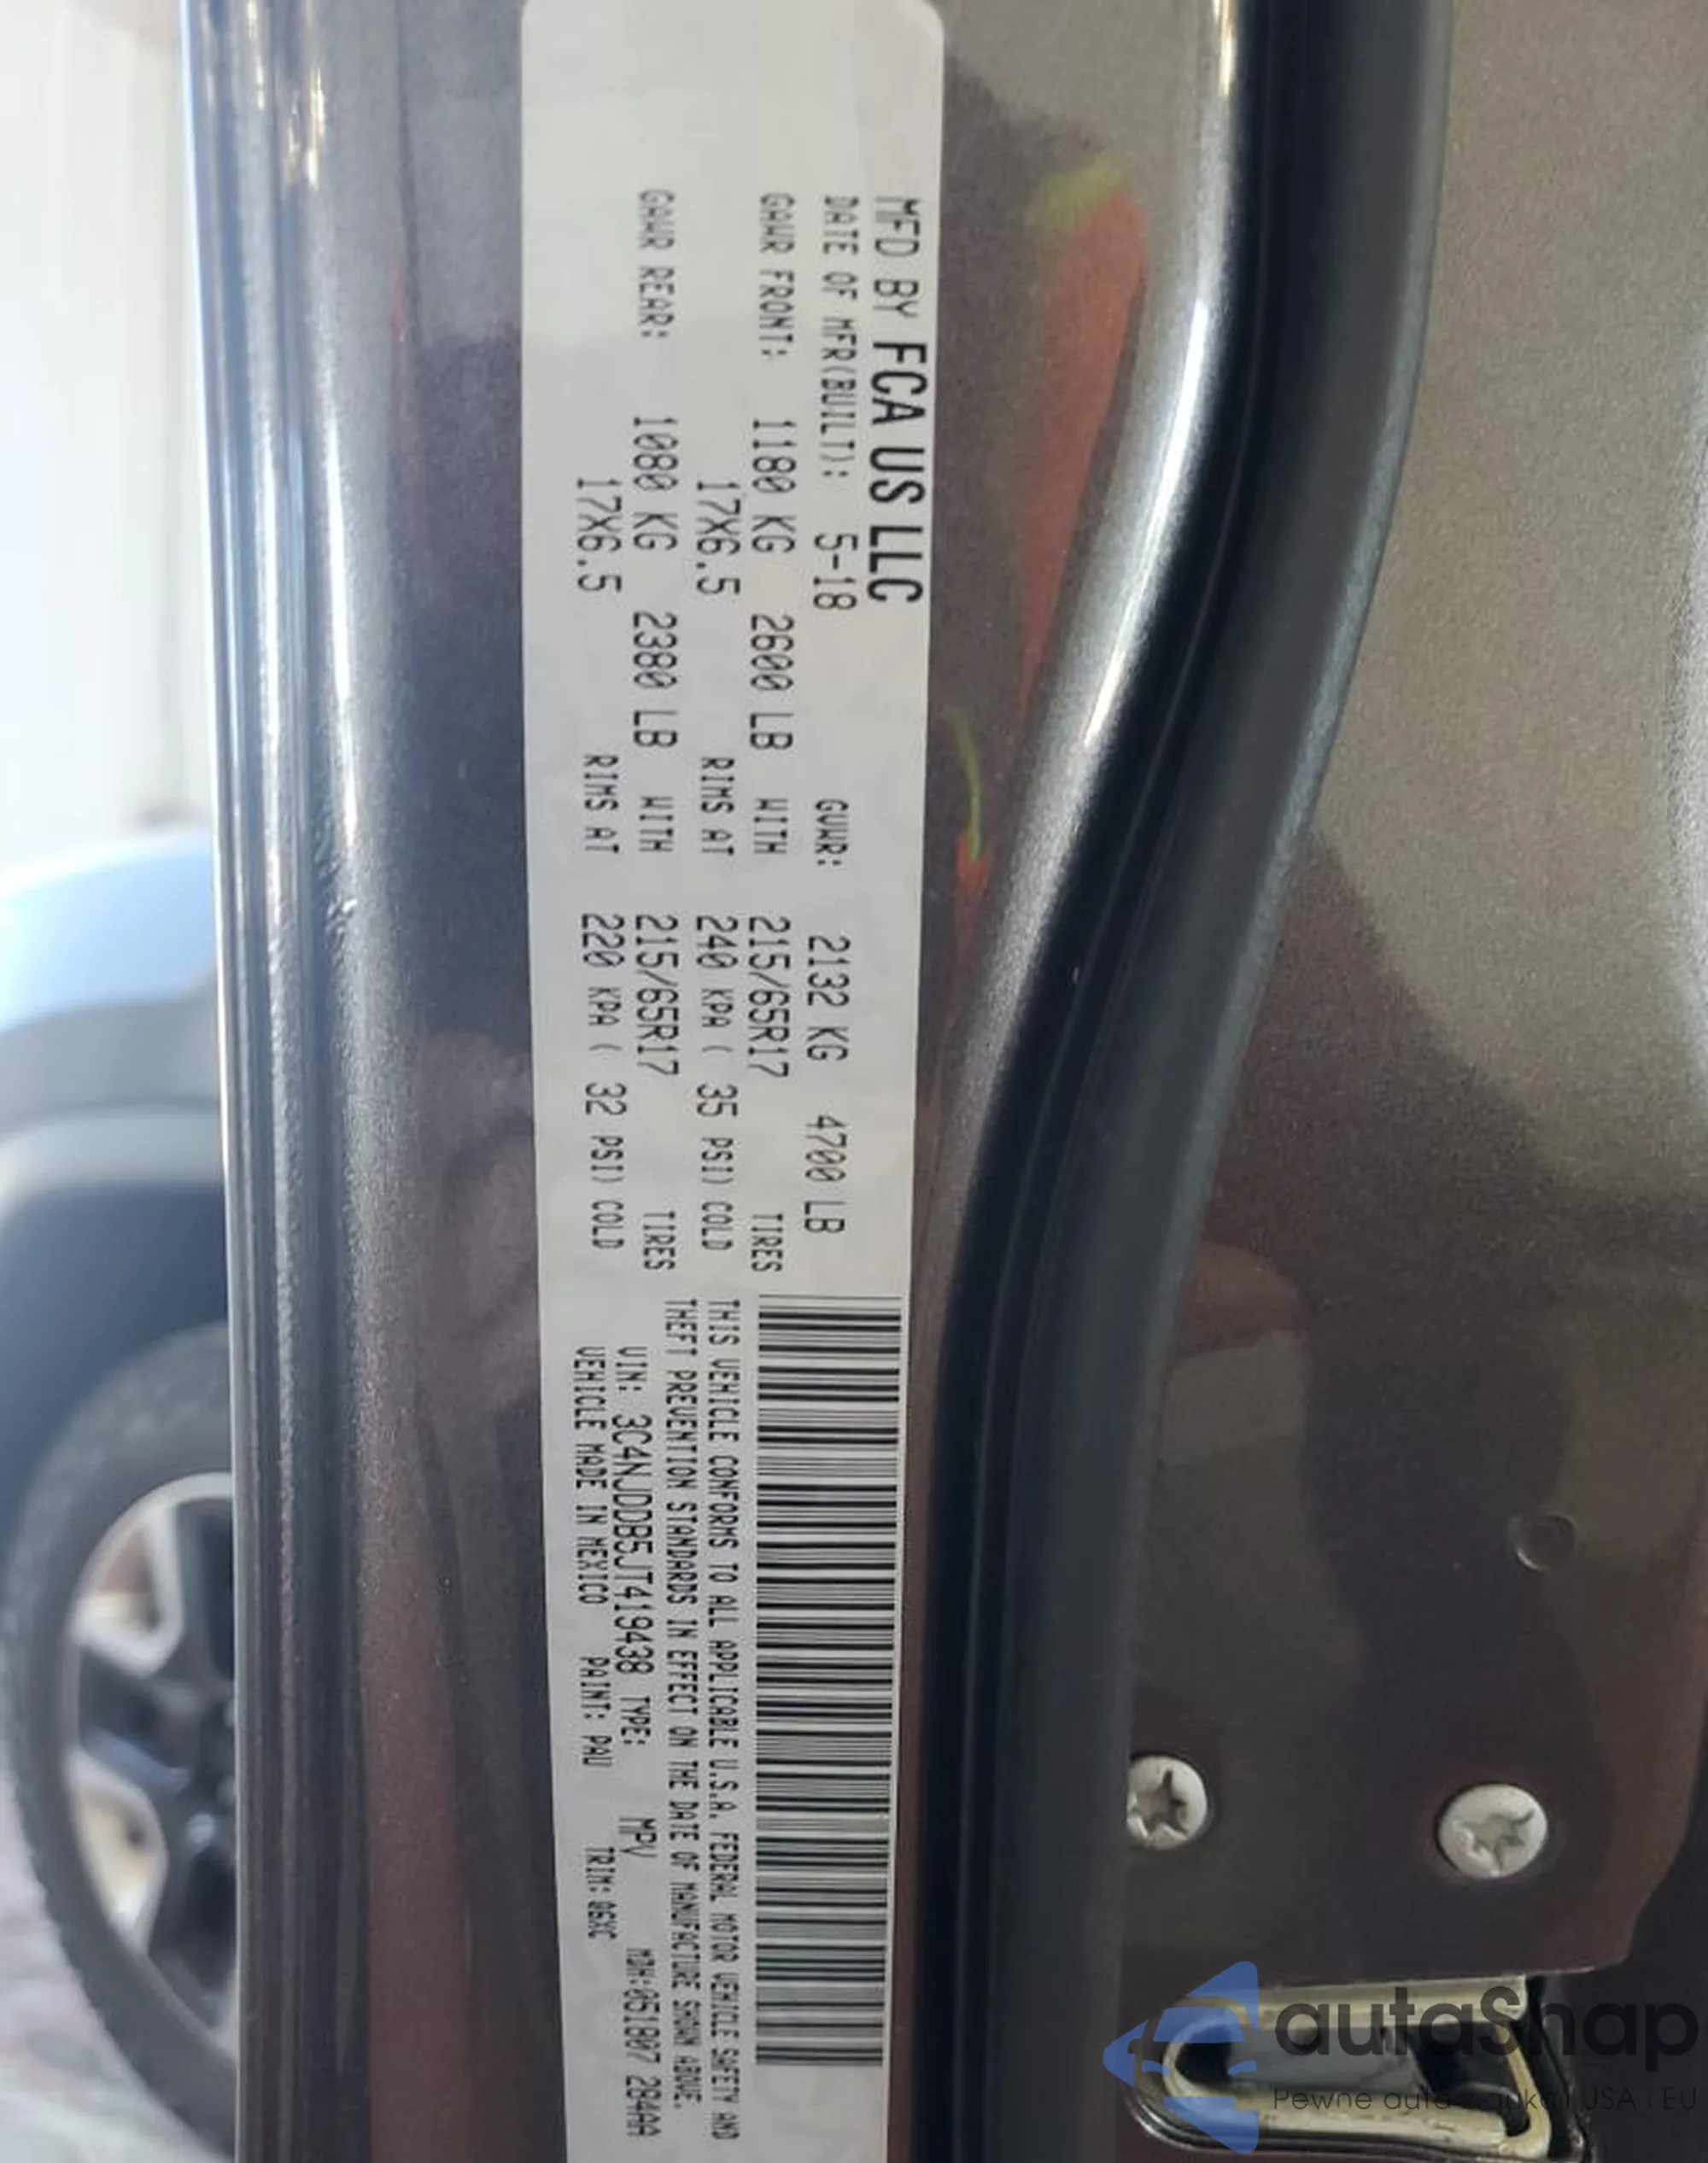 MFD BY FCA US LLC
DATE OF MFR(BUILT): 5-18 GVWR: 2132 KG 4700 LB
GAWR FRONT: 1180 KG 2600 LB WITH 215/65R17 TIRES
17X6.5 RIMS AT 240 KPA ( 35 PSI) COLD
GAWR REAR: 1080 KG 2380 LB WITH 215/65R17 TIRES
17X6.5 RIMS AT 220 KPA ( 32 PSI) COLD
THIS VEHICLE CONFORMS TO ALL APPLICABLE U.S.A. FEDERAL MOTOR VEHICLE SAFETY AND
THEFT PREVENTION STANDARDS IN EFFECT ON THE DATE OF MANUFACTURE SHOWN ABOVE.
VIN: 3C4NJDDB5JT419438 TYPE: MPV MDH:051807 284AA
VEHICLE MADE IN MEXICO PAINT: PAU TRIM: 06XC
autaSnap
Pewne auta USA i EU